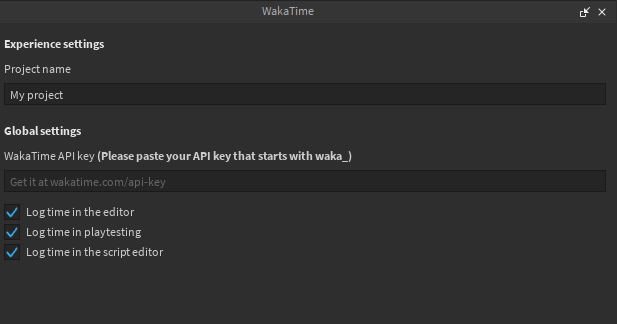 WakaTime
Experience settings
Project name
My project
Global settings
WakaTime API key (Please paste your API key that starts with waka_)
Get it at wakatime.com/api-key
Log time in the editor
Log time in playtesting
Log time in the script editor